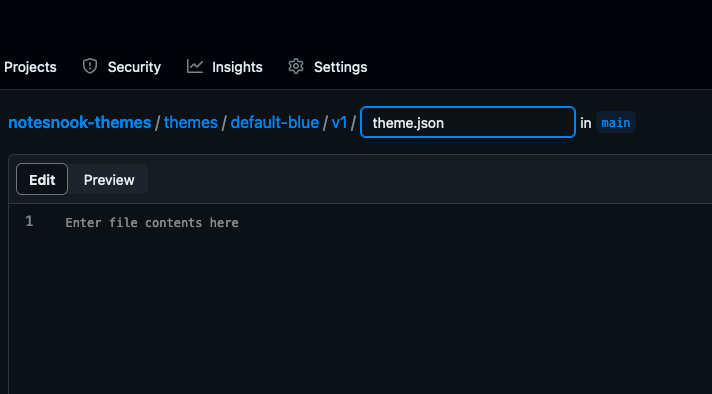 Projects Security Insights Settings
notesnook-themes / themes / default-blue / v1 / theme.json in main
Edit Preview
1 Enter file contents here